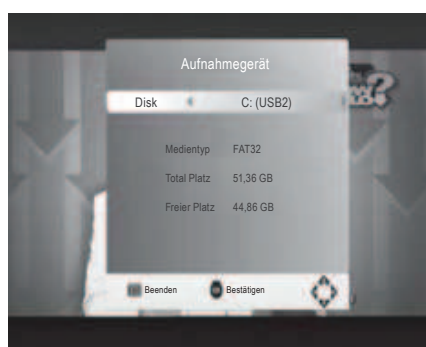 Aufnahmegerät
Disk C: (USB2)
Medientyp FAT32
Total Platz 51,36 GB
Freier Platz 44,86 GB
Beenden Bestätigen